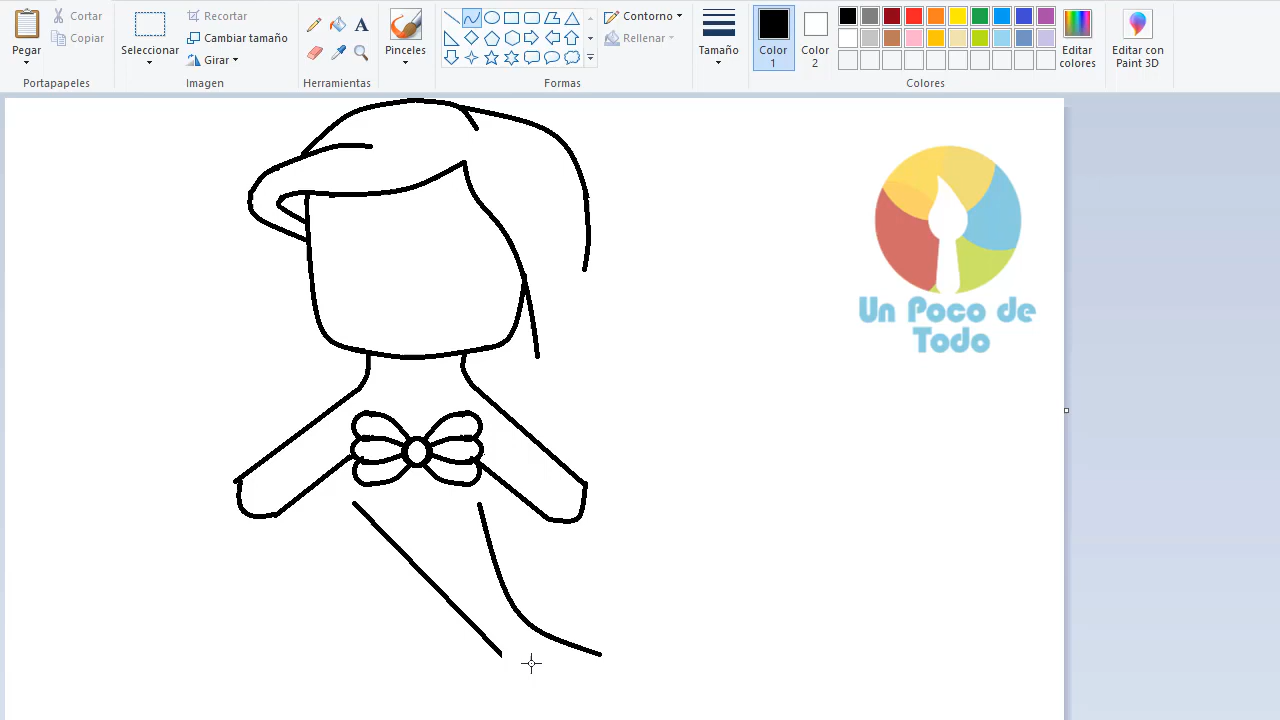 Pegar
Cortar
Copiar
Portapapeles
Seleccionar
Recortar
Cambiar tamaño
Girar
Imagen
A
Herramientas
Pinceles
Contorno
Rellenar
Formas
Tamaño
Color
1
Color
2
Editar
colores
Colores
Editar con
Paint 3D
Un Poco de
Todo